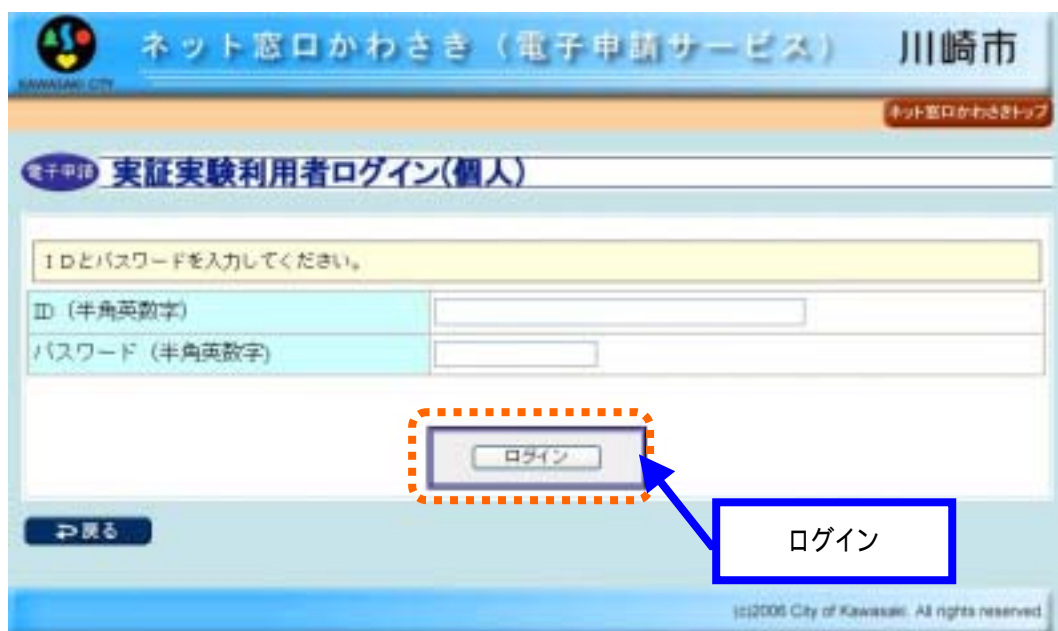 ネット窓口かわさき（電子申請サービス） 川崎市
KAWASAKI CITY
ネット窓口かわさきトップ
電子申請 実証実験利用者ログイン(個人)
ＩＤとパスワードを入力してください。
ID（半角英数字）
パスワード（半角英数字)
ログイン
戻る
ログイン
(c)2006 City of Kawasaki. All rights reserved.